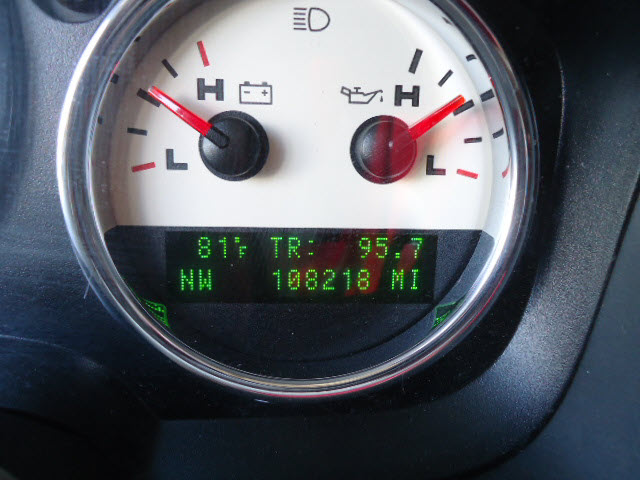 H H
L L
81°F TR: 95.7
NW 108218 MI